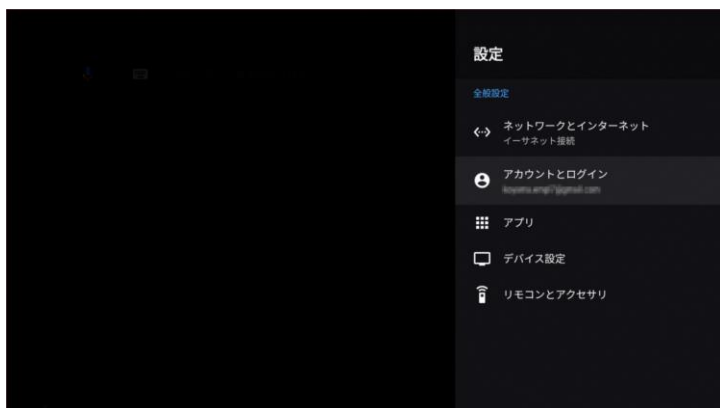 設定
全般設定
ネットワークとインターネット
イーサネット接続
アカウントとログイン
アプリ
デバイス設定
リモコンとアクセサリ